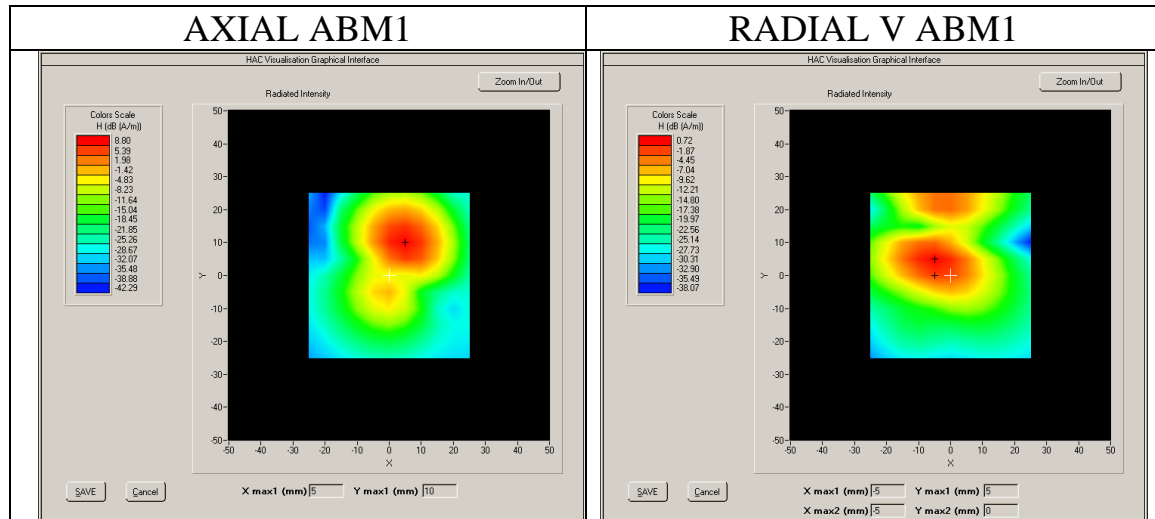 AXIAL ABM1
HAC Visualisation Graphical Interface
Zoom In/Out
Radiated Intensity
Colors Scale
H (dB (A/m))
8.80
5.39
1.98
-1.42
-4.83
-8.23
-11.64
-15.04
-18.45
-21.85
-25.26
-28.67
-32.07
-35.48
-38.88
-42.29
50
40
30
20
10
0
-10
-20
-30
-40
-50
Y
-50 -40 -30 -20 -10 0 10 20 30 40 50
X
SAVE Cancel X max1 (mm) 5 Y max1 (mm) 10
RADIAL V ABM1
HAC Visualisation Graphical Interface
Zoom In/Out
Radiated Intensity
Colors Scale
H (dB (A/m))
0.72
-1.87
-4.45
-7.04
-9.62
-12.21
-14.80
-17.38
-19.97
-22.56
-25.14
-27.73
-30.31
-32.90
-35.49
-38.07
50
40
30
20
10
0
-10
-20
-30
-40
-50
Y
-50 -40 -30 -20 -10 0 10 20 30 40 50
X
SAVE Cancel X max1 (mm) -5 Y max1 (mm) 5
X max2 (mm) -5 Y max2 (mm) 0